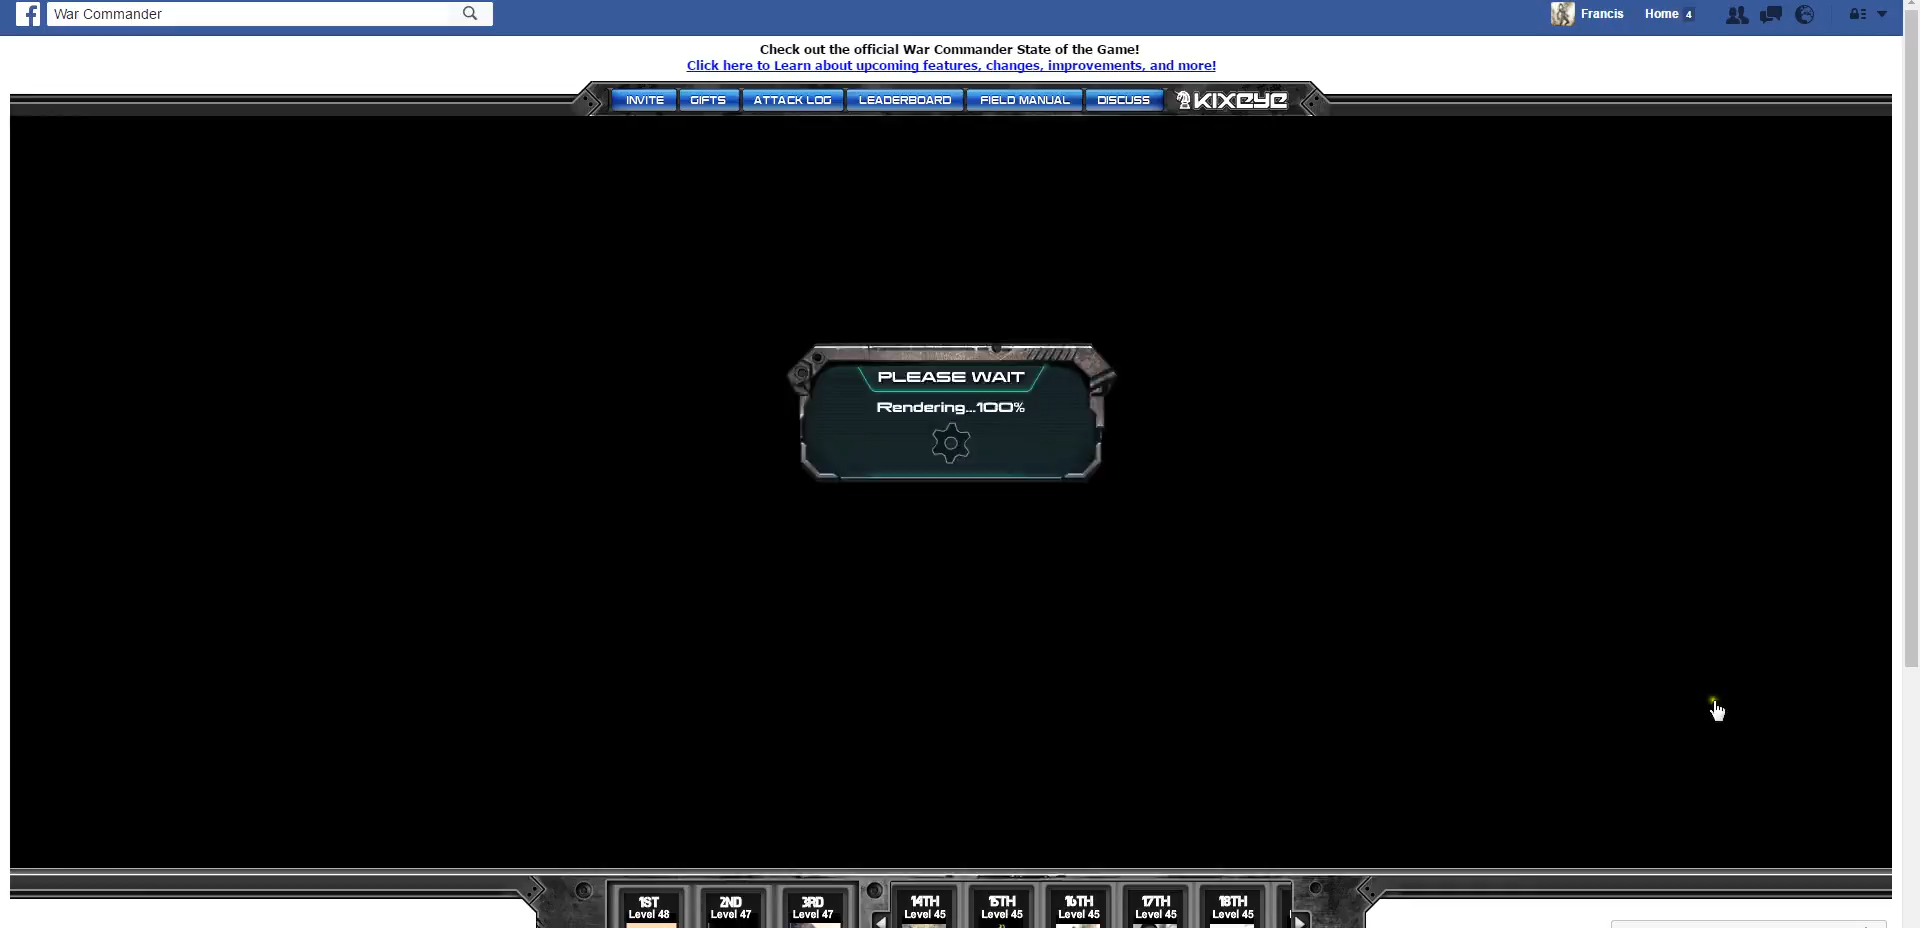 War Commander
Francis
Home 4
Check out the official War Commander State of the Game!
Click here to Learn about upcoming features, changes, improvements, and more!
INVITE
GIFTS
ATTACK LOG
LEADERBOARD
FIELD MANUAL
DISCUSS
KIXEYE
PLEASE WAIT
Rendering...100%
1ST
Level 48
2ND
Level 47
3RD
Level 47
14TH
Level 45
15TH
Level 45
16TH
Level 45
17TH
Level 45
18TH
Level 45